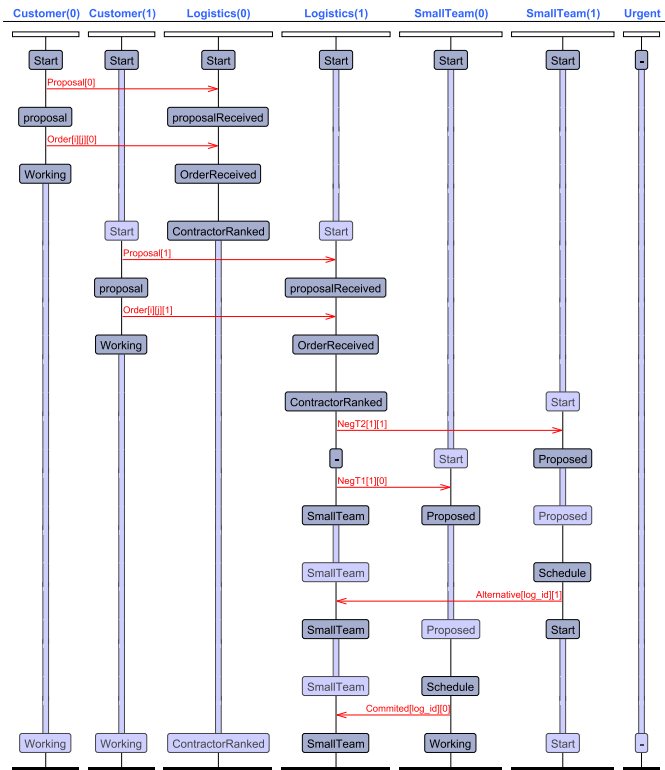 Customer(0) Customer(1) Logistics(0) Logistics(1) SmallTeam(0) SmallTeam(1) Urgent
Start Start Start Start Start Start -
Proposal[0]
proposal proposalReceived
Order[i][j][0]
Working OrderReceived
Start ContractorRanked Start
Proposal[1]
proposal proposalReceived
Order[i][j][1]
Working OrderReceived
ContractorRanked Start
NegT2[1][1]
- Start Proposed
NegT1[1][0]
SmallTeam Proposed Proposed
SmallTeam Schedule
Alternative[log_id][1]
SmallTeam Proposed Start
SmallTeam Schedule
Commited[log_id][0]
Working Working ContractorRanked SmallTeam Working Start -